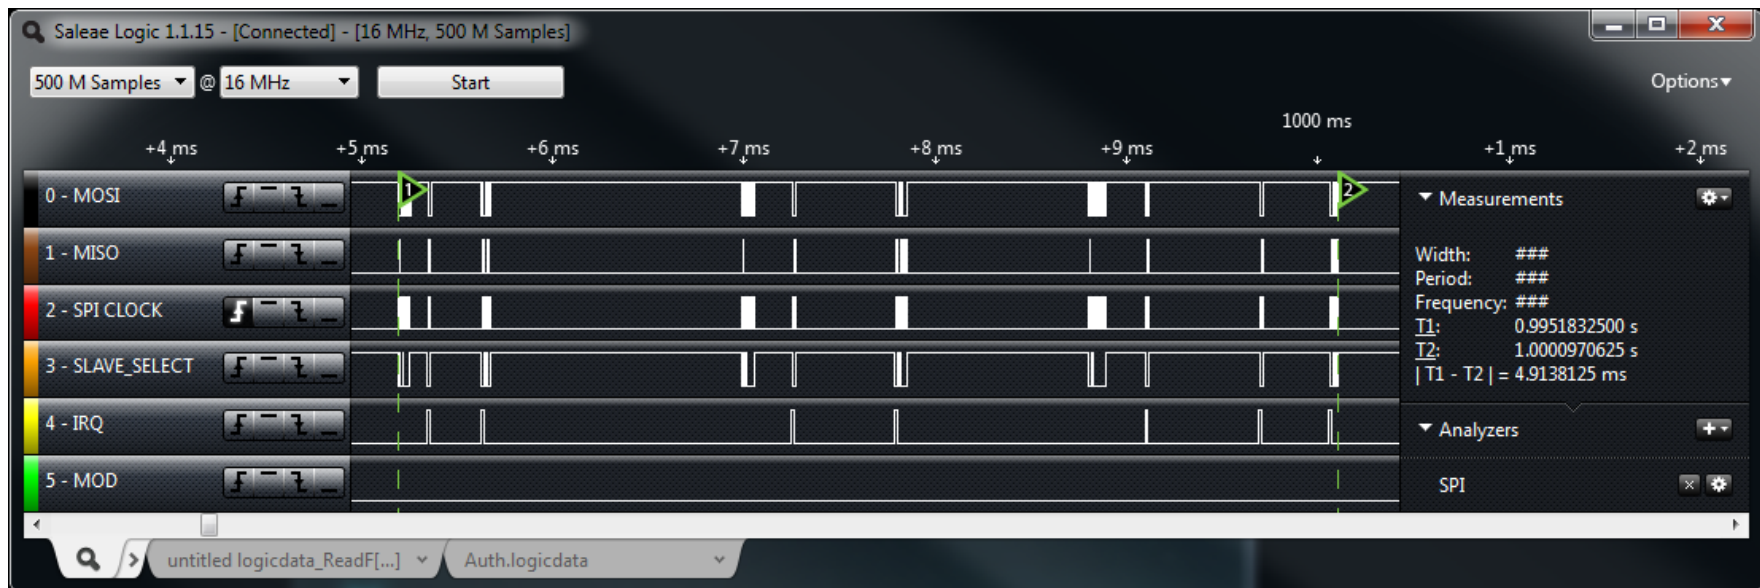 Saleae Logic 1.1.15 - [Connected] - [16 MHz, 500 M Samples]
500 M Samples @ 16 MHz Start Options
1000 ms
+4 ms +5 ms +6 ms +7 ms +8 ms +9 ms +1 ms +2 ms
0 - MOSI
1 - MISO
2 - SPI CLOCK
3 - SLAVE_SELECT
4 - IRQ
5 - MOD
1 2
Measurements
Width: ###
Period: ###
Frequency: ###
T1: 0.9951832500 s
T2: 1.0000970625 s
| T1 - T2 | = 4.9138125 ms
Analyzers
SPI
untitled logicdata_ReadF[...] Auth.logicdata